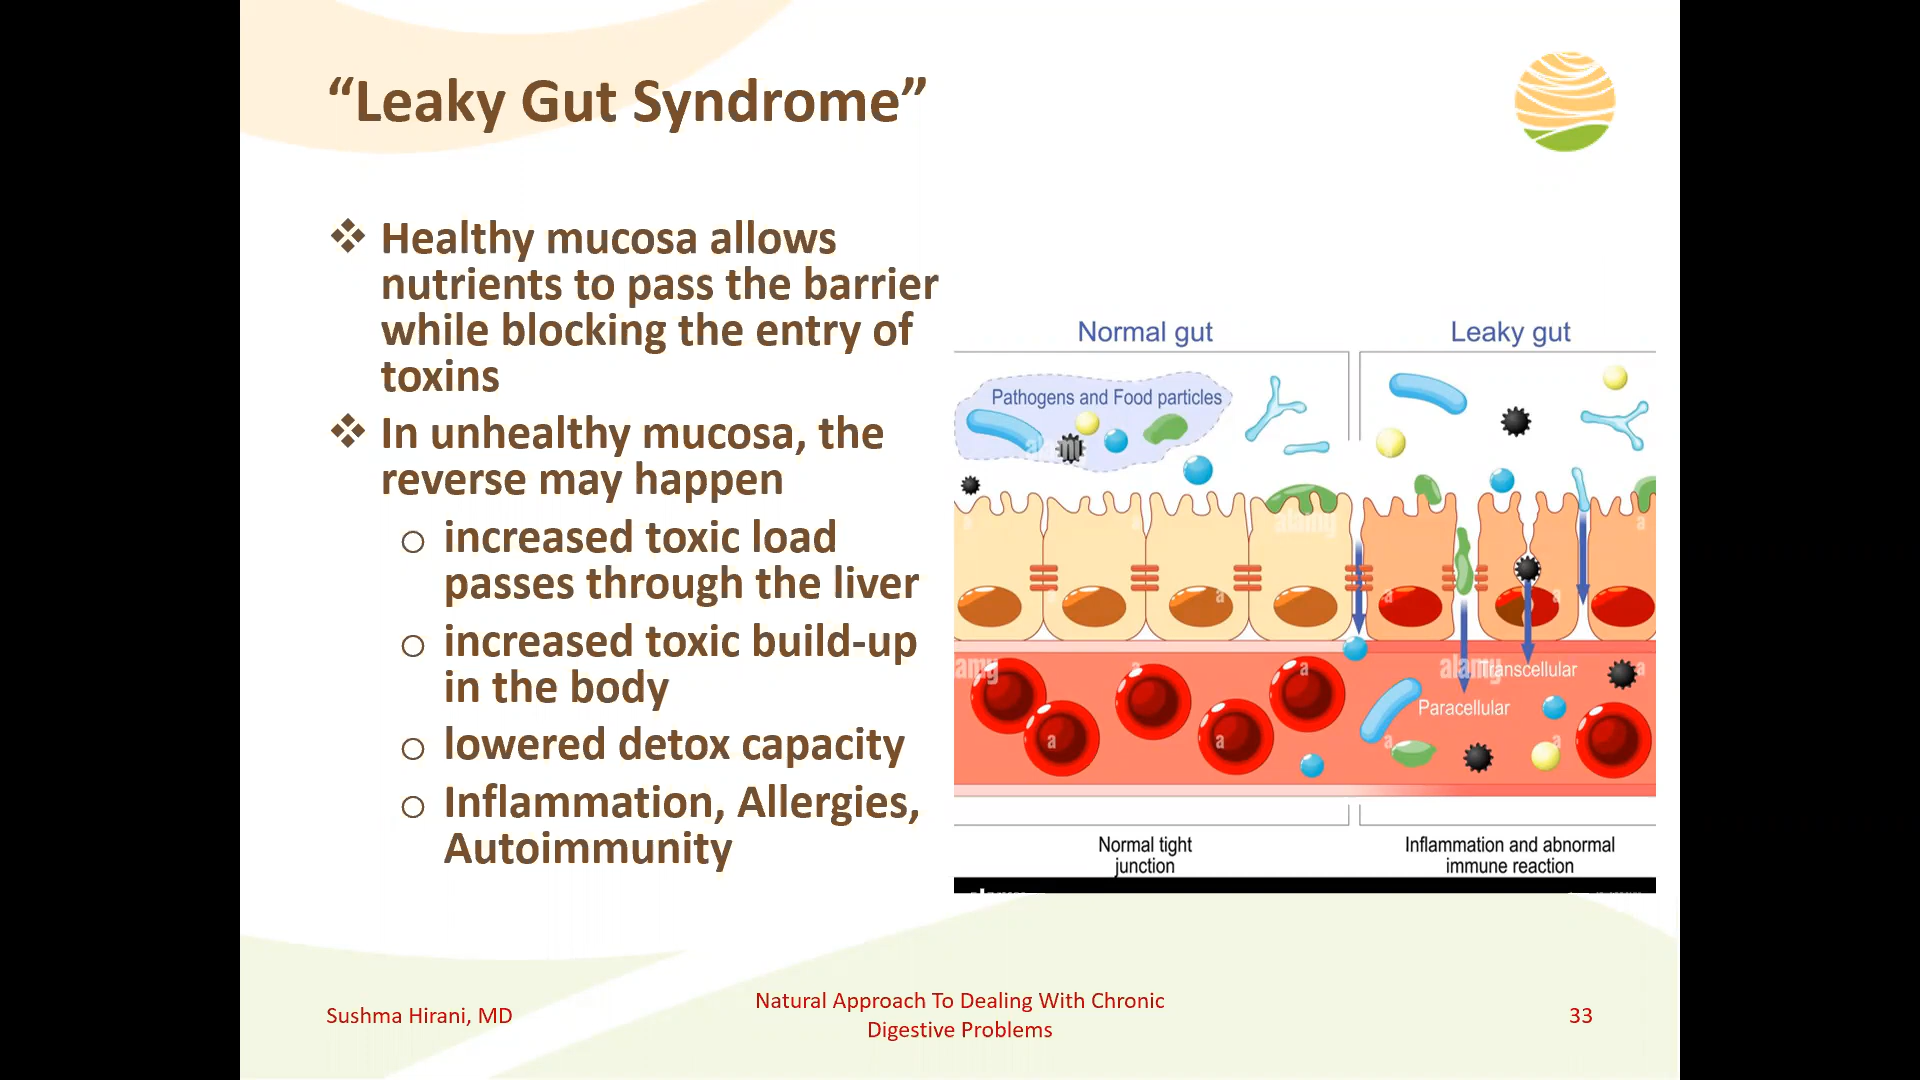 “Leaky Gut Syndrome”
❖ Healthy mucosa allows
nutrients to pass the barrier
while blocking the entry of
toxins
❖ In unhealthy mucosa, the
reverse may happen
o increased toxic load
passes through the liver
o increased toxic build-up
in the body
o lowered detox capacity
o Inflammation, Allergies,
Autoimmunity
Normal gut
Leaky gut
Pathogens and Food particles
alamy
alamy
Transcellular
Paracellular
Normal tight
junction
Inflammation and abnormal
immune reaction
Sushma Hirani, MD
Natural Approach To Dealing With Chronic
Digestive Problems
33